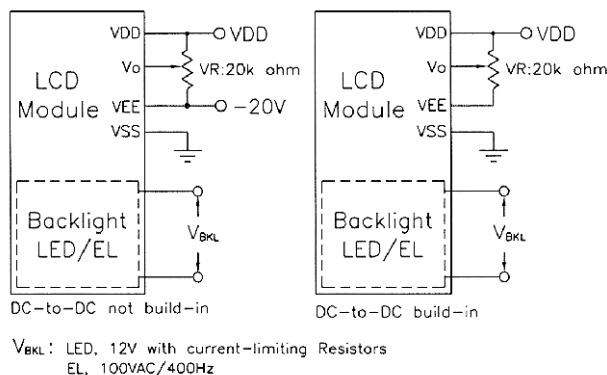 VDD
VDD
LCD
Module
Vo
VR:20k ohm
VEE
-20V
VSS
Backlight
LED/EL
VBKL
DC-to-DC not build-in
VDD
VDD
LCD
Module
Vo
VR:20k ohm
VEE
VSS
Backlight
LED/EL
VBKL
DC-to-DC build-in
VBKL: LED, 12V with current-limiting Resistors
EL, 100VAC/400Hz